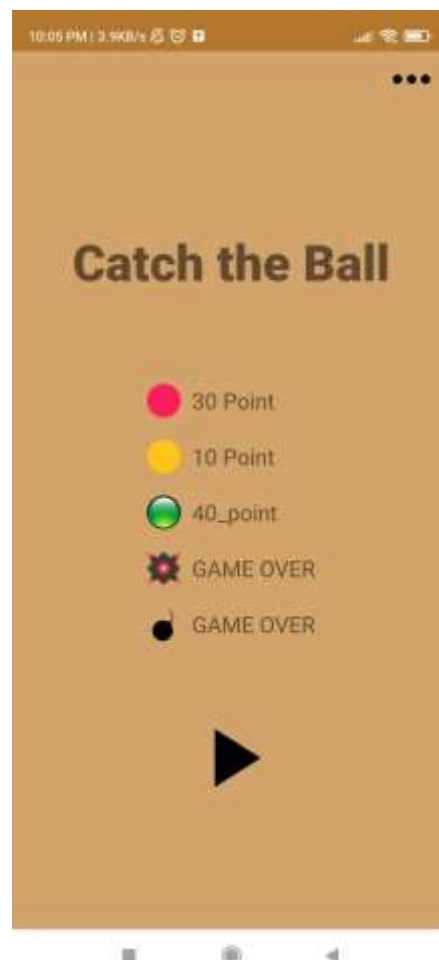 10:05 PM | 3.9KB/s
Catch the Ball
30 Point
10 Point
40_point
GAME OVER
GAME OVER